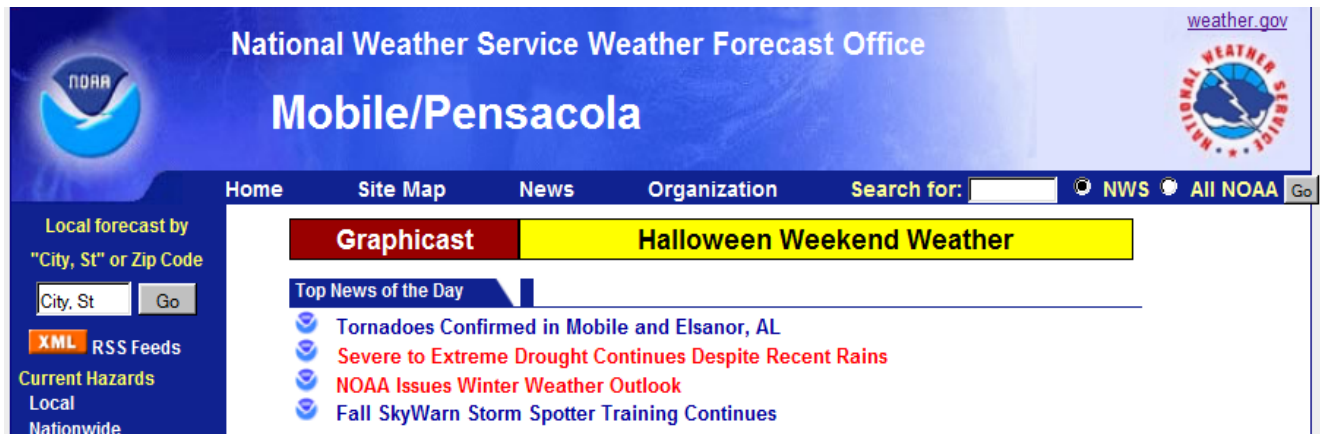 weather.gov
National Weather Service Weather Forecast Office
NOAA
NATIONAL WEATHER SERVICE
Mobile/Pensacola
Home Site Map News Organization Search for: NWS All NOAA Go
Local forecast by
"City, St" or Zip Code
City, St Go
XML RSS Feeds
Current Hazards
Local
Nationwide
Graphicast Halloween Weekend Weather
Top News of the Day
Tornadoes Confirmed in Mobile and Elsanor, AL
Severe to Extreme Drought Continues Despite Recent Rains
NOAA Issues Winter Weather Outlook
Fall SkyWarn Storm Spotter Training Continues